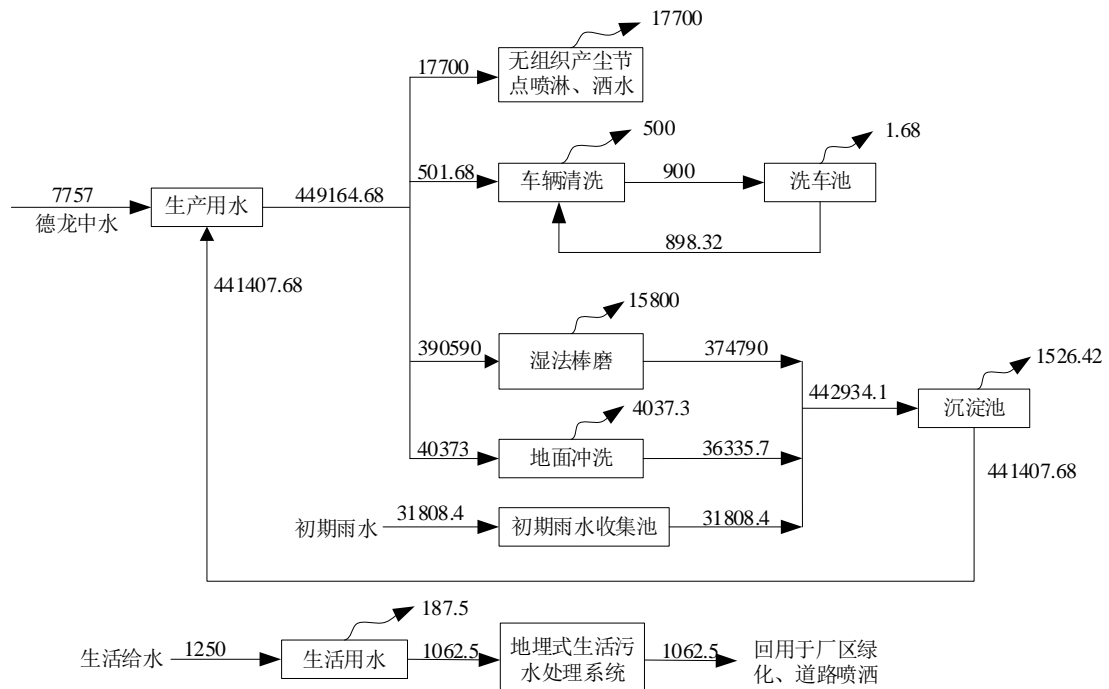 17700
17700
无组织产尘节
点喷淋、洒水
500
1.68
501.68
车辆清洗
900
洗车池
7757
德龙中水
生产用水
449164.68
898.32
441407.68
15800
390590
湿法棒磨
374790
1526.42
442934.1
沉淀池
4037.3
40373
地面冲洗
36335.7
441407.68
初期雨水
31808.4
初期雨水收集池
31808.4
187.5
生活给水
1250
生活用水
1062.5
地埋式生活污
水处理系统
1062.5
回用于厂区绿
化、道路喷洒